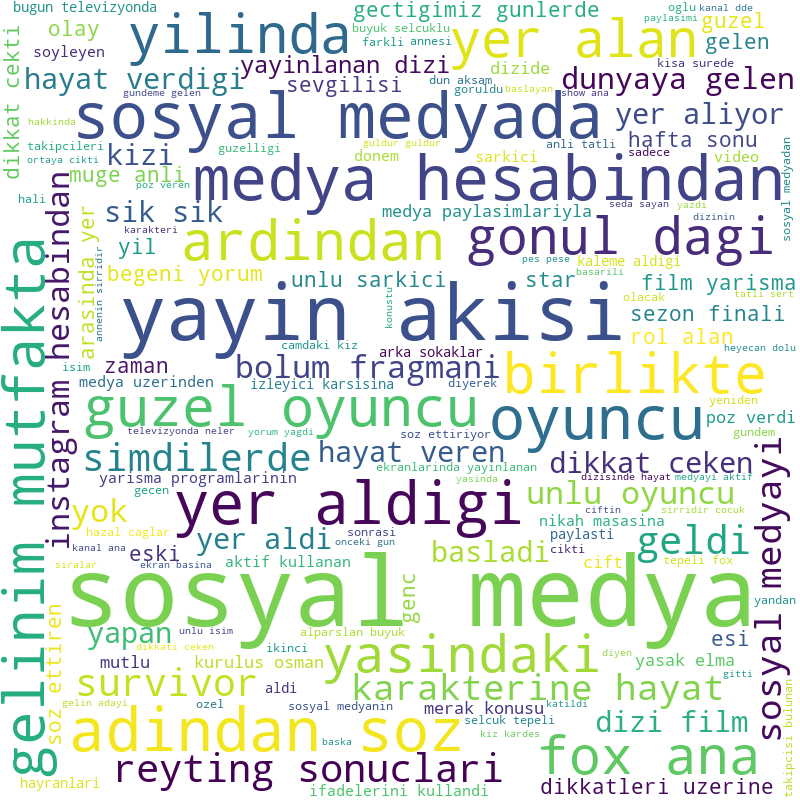 bugun televizyonda
gectigimiz gunlerde
oglu
kanal dde
paylasimi
olay
yilinda
buyuk selcuklu
yer alan
guzel
farkli
annesi
soyleyen
gelen
dikkat cekti
yayinlanan dizi
dizide
kisa surede
hayat verdigi
sevgilisi
dun aksam
goruldu
dunyaya gelen
gundeme gelen
baslayan
show ana
sosyal medyada
yer aliyor
hakkinda
guldur guldur
anli tatli
hafta sonu
takipcileri
ortaya cikti
kizi
guzelligi
donem
sarkici
sadece
video
sosyal medyadan
muge anli
poz veren
medya hesabindan
hali
seda sayan
yazdi
sik sik
medya paylasimlariyla
dizinin
karakteri
ardindan
gonul dagi
arasinda yer
annenin sirridir
yil
pes pese
kaleme aldigi
begeni yorum
unlu sarkici
star
basarili
film yarisma
tatli sert
instagram hesabindan
yayin akisi
konustu
olacak
sezon finali
rol alan
camdaki kiz
arka sokaklar
heyecan dolu
isim
zaman
bolum fragmani
birlikte
medya uzerinden
izleyici karsisina
diyerek
gelinim mutfakta
guzel oyuncu
oyuncu
yeniden
poz verdi
televizyonda neler
yorum yagdi
soz ettiriyor
gundem
simdilerde
hayat veren
dikkat ceken
ekranlarinda yayinlanan
yarisma programlarinin
dizisinde hayat
medyayi aktif
gecen
yer aldigi
yasinda
unlu oyuncu
sosyal medyayi
yok
ciftin
sirridir cocuk
hazal caglar
nikah masasina
sonrasi
paylasti
onceki gun
yer aldi
geldi
kanal ana
eski
basladi
cikti
siralar
ekran basina
aktif kullanan
cift
tepeli fox
sosyal medya
genc
yandan
soz ettiren
yapan
unlu isim
alparslan buyuk
esi
dikkati ceken
ikinci
yasindaki
diyen
mutlu
kurulus osman
yasak elma
gitti
survivor
aldi
karakterine hayat
takipcisi bulunan
gelin adayi
ozel
sosyal medyanin
merak konusu
katildi
adindan soz
selcuk tepeli
dizi film
baska
kiz kardes
fox ana
reyting sonuclari
hayranlari
ifadelerini kullandi
dikkatleri uzerine